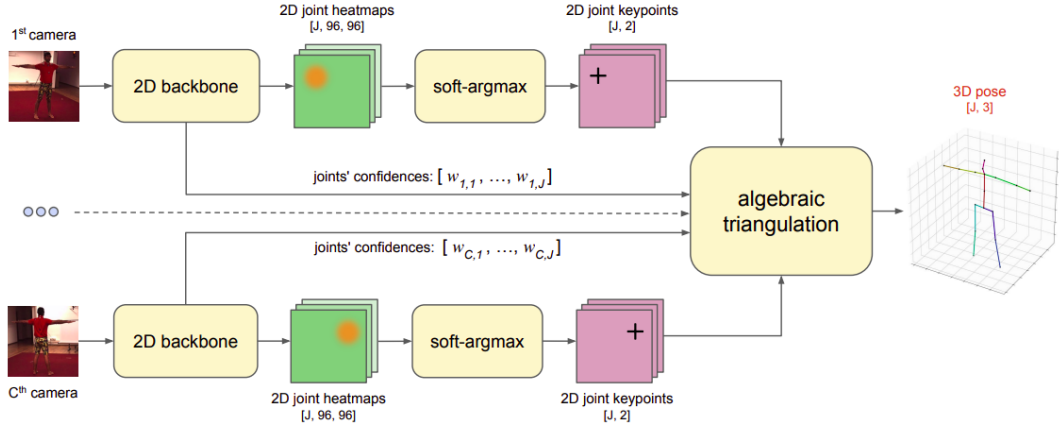 1st camera
2D backbone
2D joint heatmaps
[J, 96, 96]
soft-argmax
2D joint keypoints
[J, 2]
3D pose
[J, 3]
joints' confidences: [ w1,1 , ..., w1,J ]
algebraic
triangulation
joints' confidences: [ wC,1 , ..., wC,J ]
Cth camera
2D backbone
2D joint heatmaps
[J, 96, 96]
soft-argmax
2D joint keypoints
[J, 2]